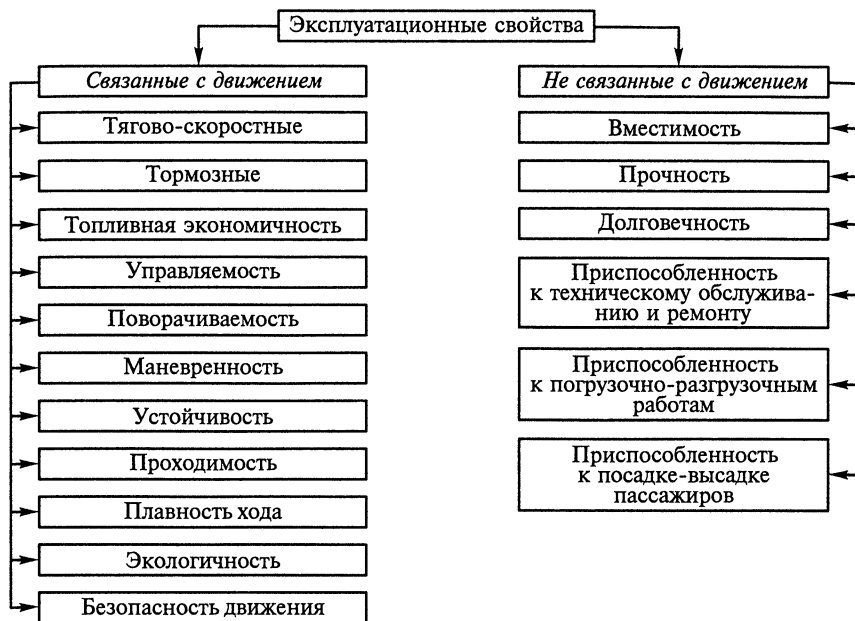 Эксплуатационные свойства
Связанные с движением
Тягово-скоростные
Тормозные
Топливная экономичность
Управляемость
Поворачиваемость
Маневренность
Устойчивость
Проходимость
Плавность хода
Экологичность
Безопасность движения
Не связанные с движением
Вместимость
Прочность
Долговечность
Приспособленность
к техническому обслужива-
нию и ремонту
Приспособленность
к погрузочно-разгрузочным
работам
Приспособленность
к посадке-высадке
пассажиров